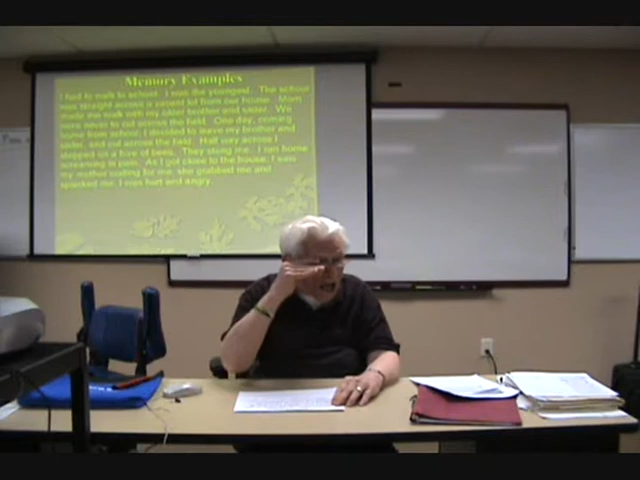 Memory Examples
I had to walk to school. I was the youngest. The school
was straight across a vacant lot from our house. Mom
made me walk with my older brother and sister. We
were never to cut across the field. One day, coming
home from school, I decided to leave my brother and
sister, and cut across the field. Half way across I
stepped on a hive of bees. They stung me. I ran home
screaming in pain. As I got close to the house, I saw
my mother waiting for me, she grabbed me and
spanked me. I was hurt and angry.